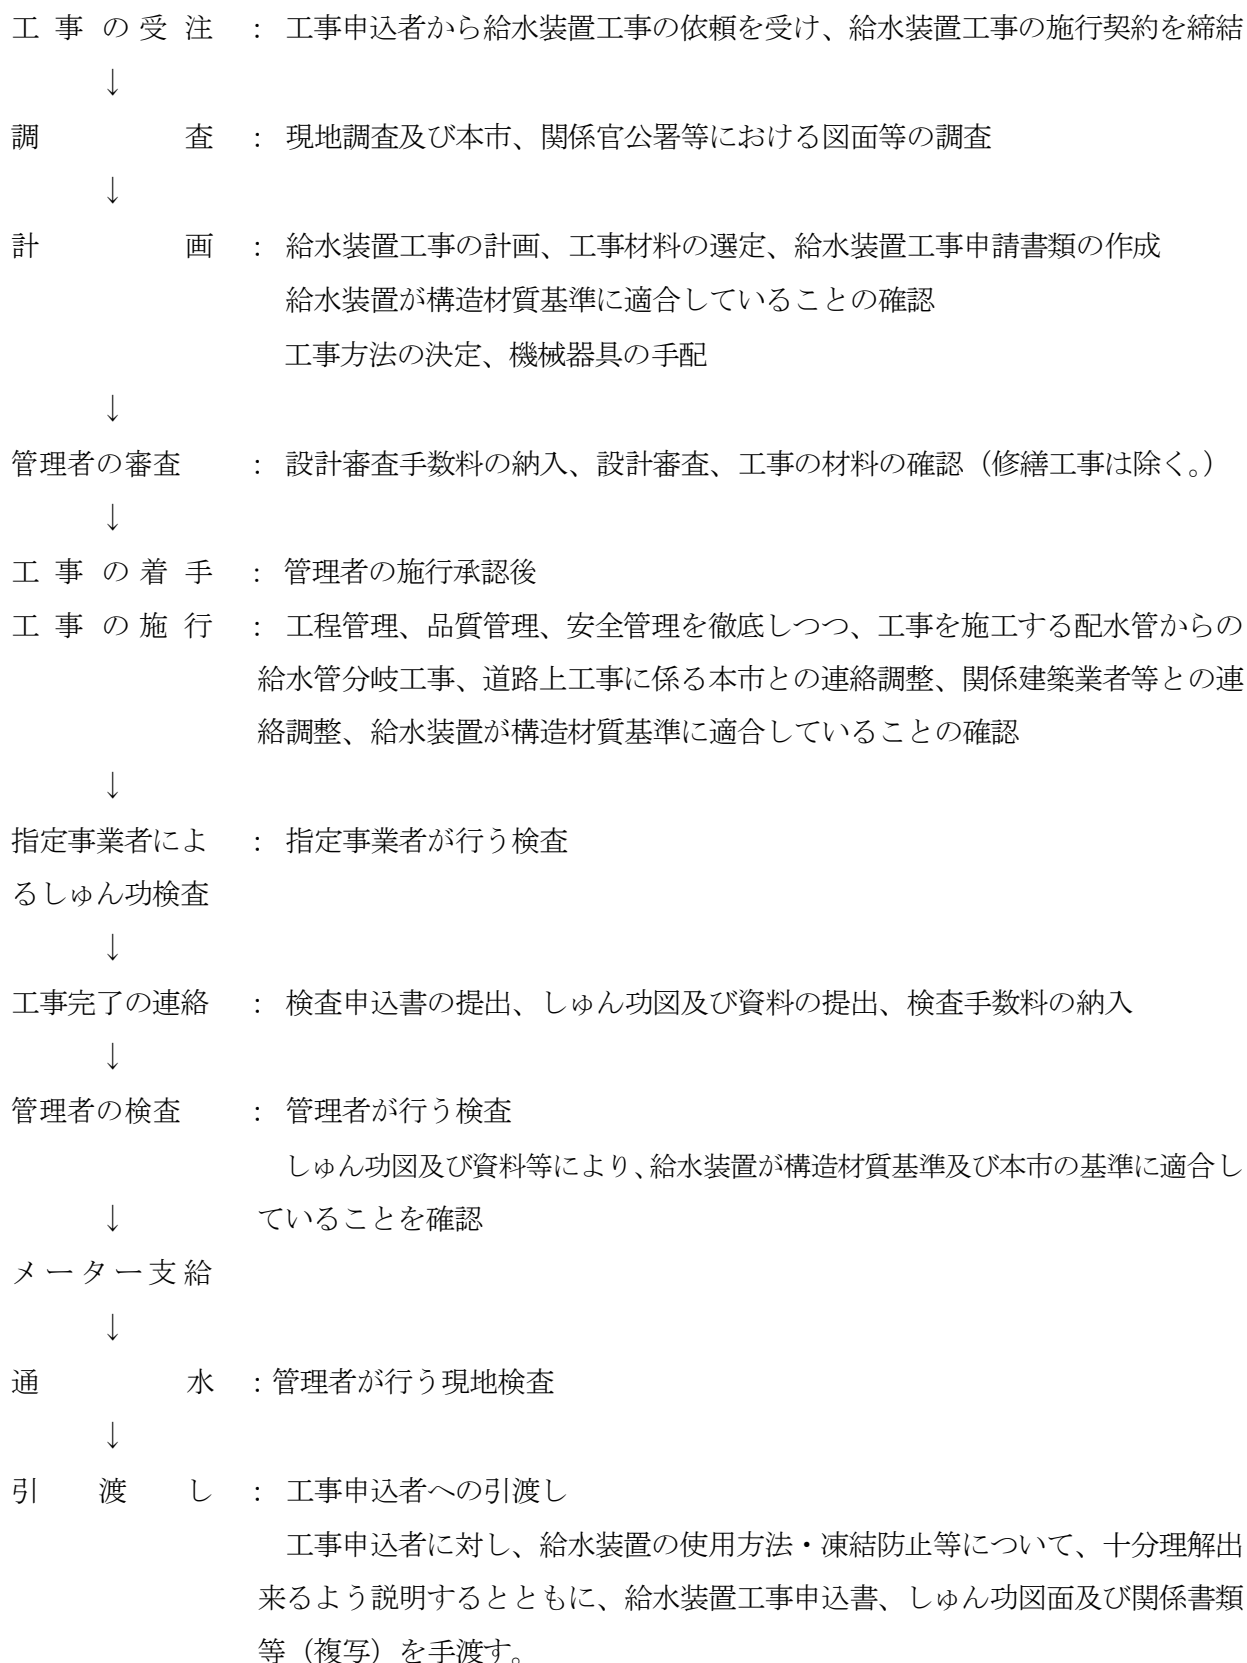 工事の受注 : 工事申込者から給水装置工事の依頼を受け、給水装置工事の施行契約を締結
↓
調査 : 現地調査及び本市、関係官公署等における図面等の調査
↓
計画 : 給水装置工事の計画、工事材料の選定、給水装置工事申請書類の作成
給水装置が構造材質基準に適合していることの確認
工事方法の決定、機械器具の手配
↓
管理者の審査 : 設計審査手数料の納入、設計審査、工事の材料の確認（修繕工事は除く。）
↓
工事の着手 : 管理者の施行承認後
工事の施行 : 工程管理、品質管理、安全管理を徹底しつつ、工事を施工する配水管からの
給水管分岐工事、道路上工事に係る本市との連絡調整、関係建築業者等との連
絡調整、給水装置が構造材質基準に適合していることの確認
↓
指定事業者によ : 指定事業者が行う検査
るしゅん功検査
↓
工事完了の連絡 : 検査申込書の提出、しゅん功図及び資料の提出、検査手数料の納入
↓
管理者の検査 : 管理者が行う検査
しゅん功図及び資料等により、給水装置が構造材質基準及び本市の基準に適合し
↓ ていることを確認
メーター支給
↓
通水 : 管理者が行う現地検査
↓
引渡し : 工事申込者への引渡し
工事申込者に対し、給水装置の使用方法・凍結防止等について、十分理解出
来るよう説明するとともに、給水装置工事申込書、しゅん功図面及び関係書類
等（複写）を手渡す。